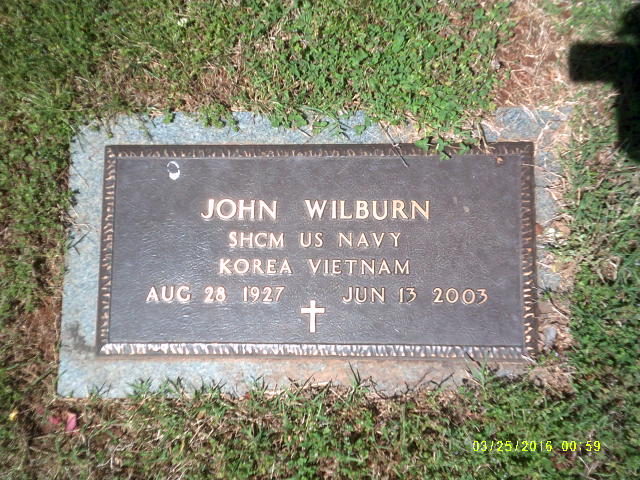 JOHN WILBURN
SHCM US NAVY
KOREA VIETNAM
AUG 28 1927 JUN 13 2003
03/25/2016 00:59